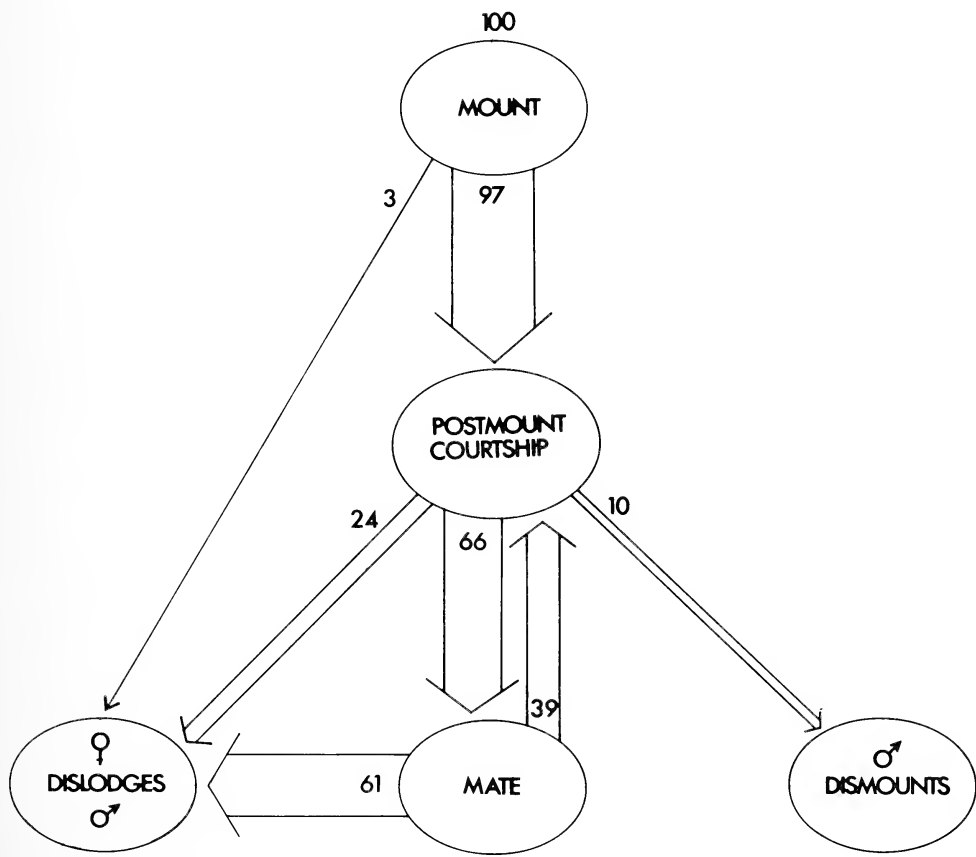 100
MOUNT
3
97
POSTMOUNT
COURTSHIP
24
66
10
39
♀
DISLODGES
♂
61
MATE
♂
DISMOUNTS